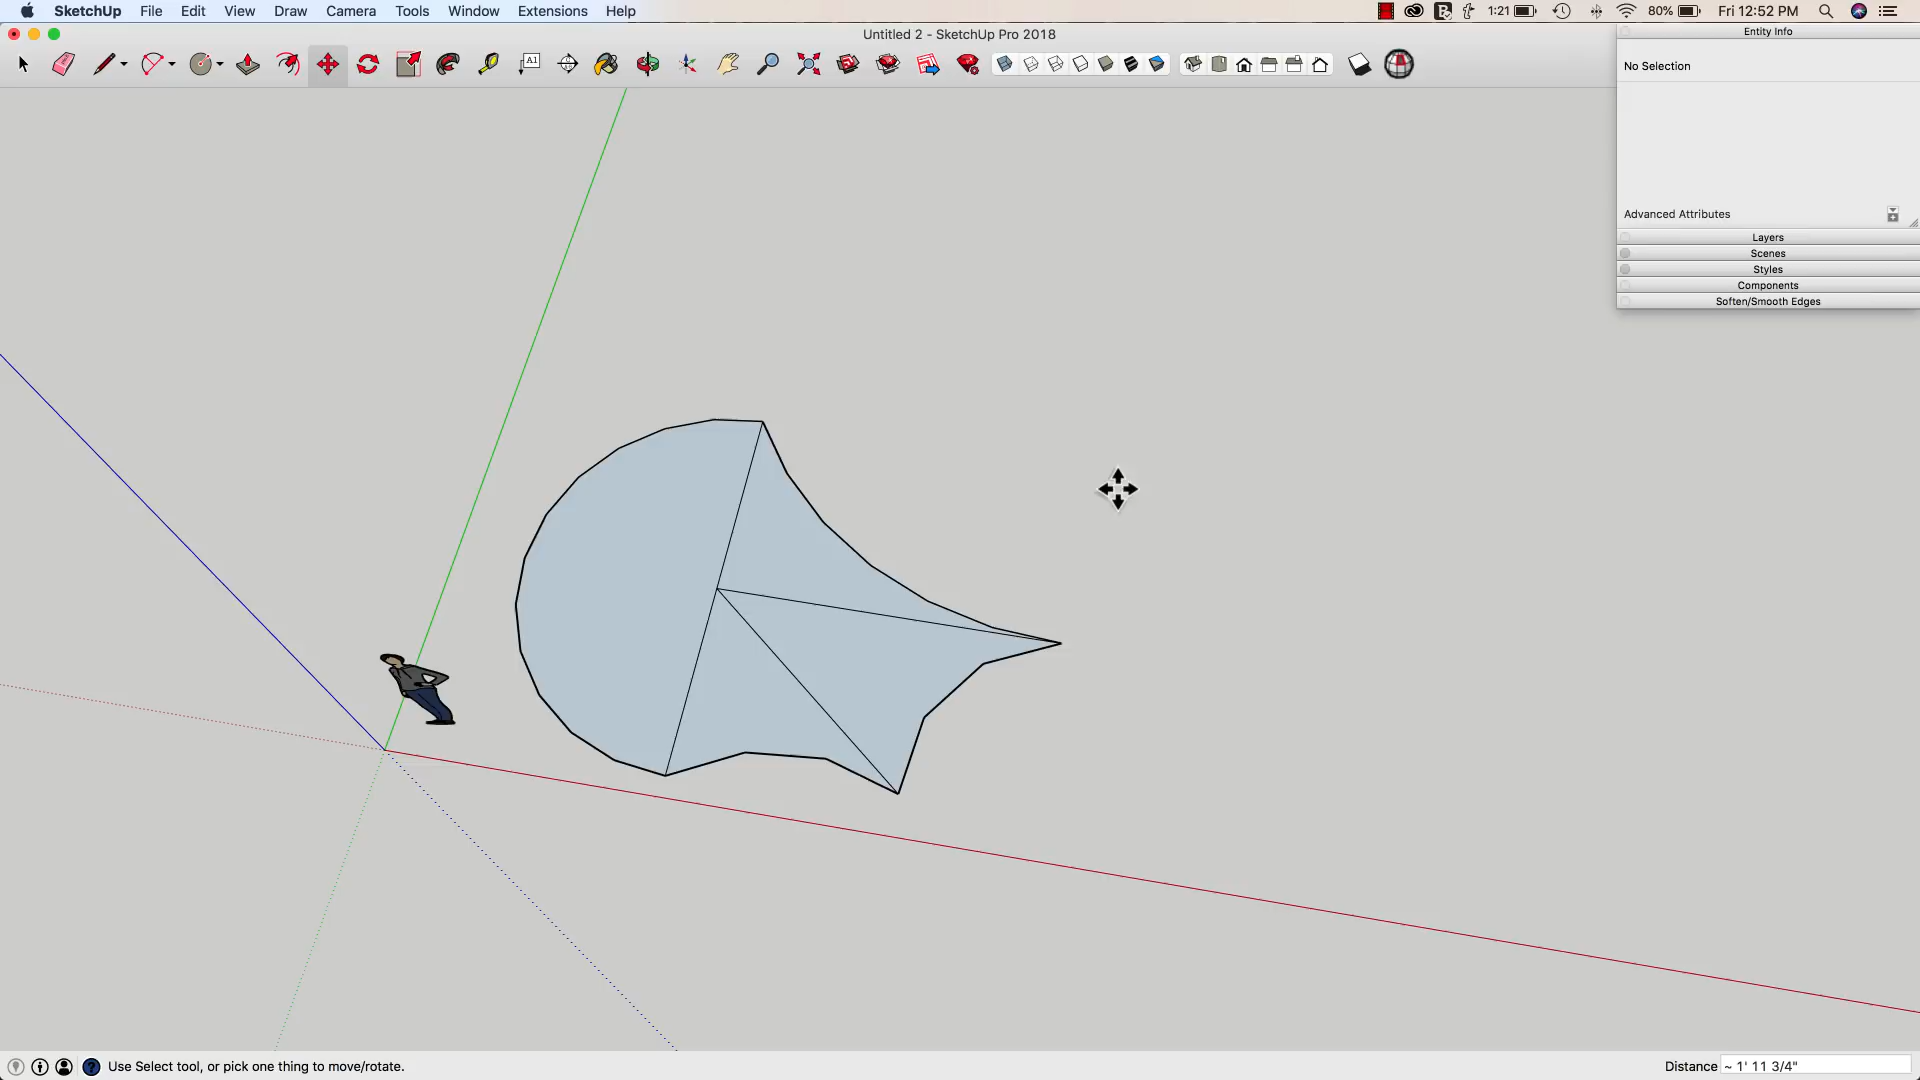 SketchUp File Edit View Draw Camera Tools Window Extensions Help 1:21 80% Fri 12:52 PM
Untitled 2 - SketchUp Pro 2018
A1
Entity Info
No Selection
Advanced Attributes
Layers
Scenes
Styles
Components
Soften/Smooth Edges
Use Select tool, or pick one thing to move/rotate.
Distance ~ 1' 11 3/4"